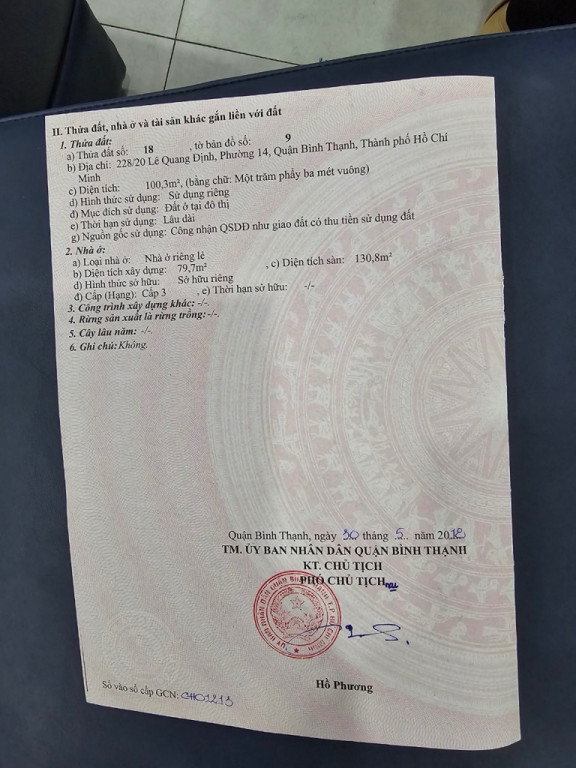 II. Thửa đất, nhà ở và tài sản khác gắn liền với đất
1. Thửa đất:
a) Thửa đất số: 18 , tờ bản đồ số: 9
b) Địa chỉ: 228/20 Lê Quang Định, Phường 14, Quận Bình Thạnh, Thành phố Hồ Chí
Minh
c) Diện tích: 100,3m², (bằng chữ: Một trăm phẩy ba mét vuông)
d) Hình thức sử dụng: Sử dụng riêng
đ) Mục đích sử dụng: Đất ở tại đô thị
e) Thời hạn sử dụng: Lâu dài
g) Nguồn gốc sử dụng: Công nhận QSDĐ như giao đất có thu tiền sử dụng đất
2. Nhà ở:
a) Loại nhà ở: Nhà ở riêng lẻ
b) Diện tích xây dựng: 79,7m² , c) Diện tích sàn: 130,8m²
d) Hình thức sở hữu: Sở hữu riêng
đ) Cấp (Hạng): Cấp 3 , e) Thời hạn sở hữu: -/-
3. Công trình xây dựng khác: -/-.
4. Rừng sản xuất là rừng trồng: -/-.
5. Cây lâu năm: -/-.
6. Ghi chú: Không.
Quận Bình Thạnh, ngày 30 tháng 5 năm 2018
TM. ỦY BAN NHÂN DÂN QUẬN BÌNH THẠNH
KT. CHỦ TỊCH
PHÓ CHỦ TỊCH
Hồ Phương
Số vào sổ cấp GCN: CH01213